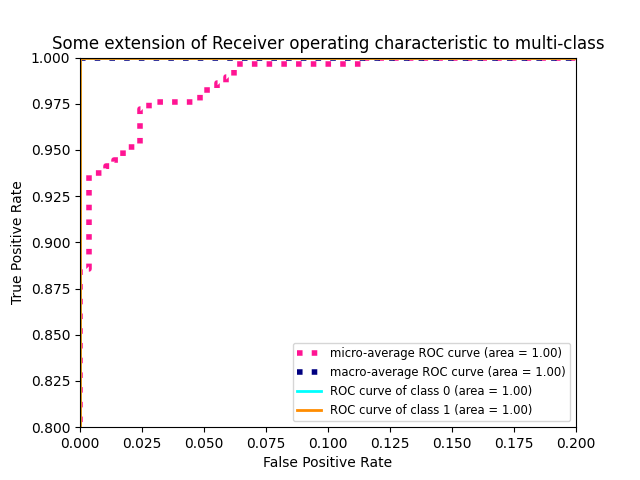 Some extension of Receiver operating characteristic to multi-class
1.000
0.975
0.950
0.925
0.900
0.875
0.850
0.825
0.800
True Positive Rate
micro-average ROC curve (area = 1.00)
macro-average ROC curve (area = 1.00)
ROC curve of class 0 (area = 1.00)
ROC curve of class 1 (area = 1.00)
0.000 0.025 0.050 0.075 0.100 0.125 0.150 0.175 0.200
False Positive Rate